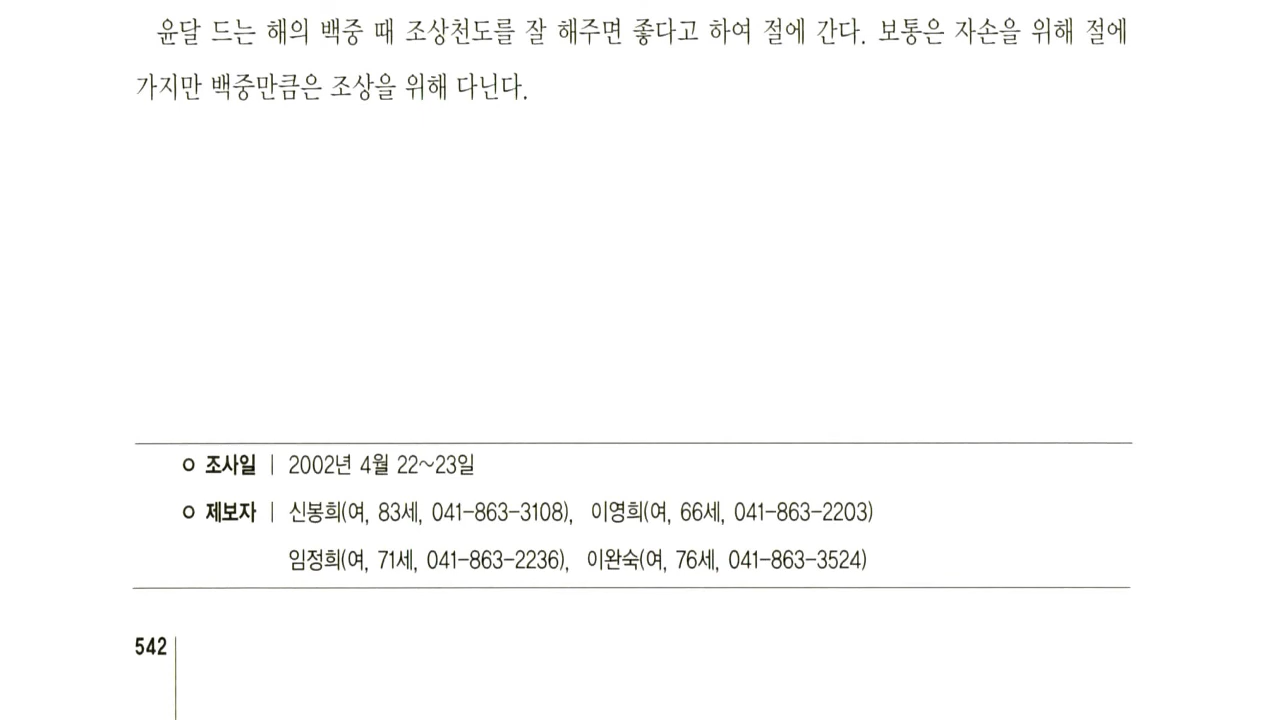 윤달 드는 해의 백중 때 조상천도를 잘 해주면 좋다고 하여 절에 간다. 보통은 자손을 위해 절에
가지만 백중만큼은 조상을 위해 다닌다.
ㅇ 조사일 | 2002년 4월 22~23일
ㅇ 제보자 | 신봉희(여, 83세, 041-863-3108), 이영희(여, 66세, 041-863-2203)
임정희(여, 71세, 041-863-2236), 이완숙(여, 76세, 041-863-3524)
542